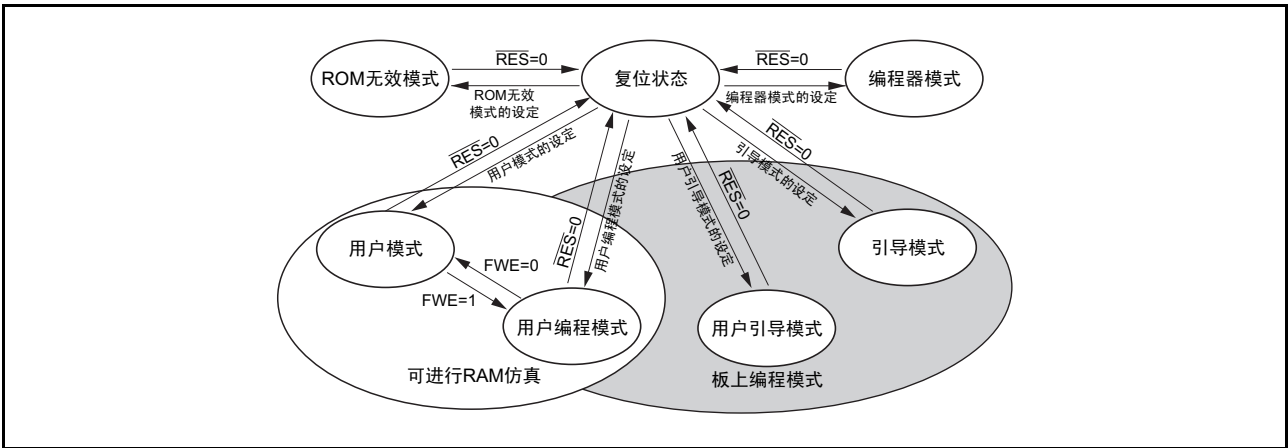 ROM无效模式
RES=0
ROM无效
模式的设定
复位状态
RES=0
编程器模式的设定
编程器模式
RES=0
用户模式的设定
RES=0
用户编程模式的设定
用户引导模式的设定
RES=0
RES=0
引导模式的设定
用户模式
FWE=0
FWE=1
用户编程模式
用户引导模式
引导模式
可进行RAM仿真
板上编程模式